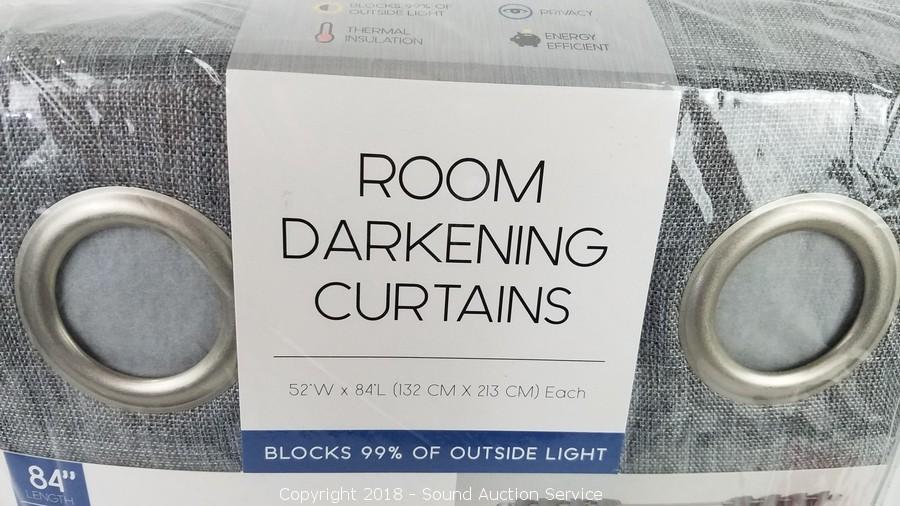 BLOCKS 99% OF
OUTSIDE LIGHT
PRIVACY
THERMAL
INSULATION
ENERGY
EFFICIENT
ROOM
DARKENING
CURTAINS
52"W x 84"L (132 CM X 213 CM) Each
BLOCKS 99% OF OUTSIDE LIGHT
84"
LENGTH
Copyright 2018 - Sound Auction Service